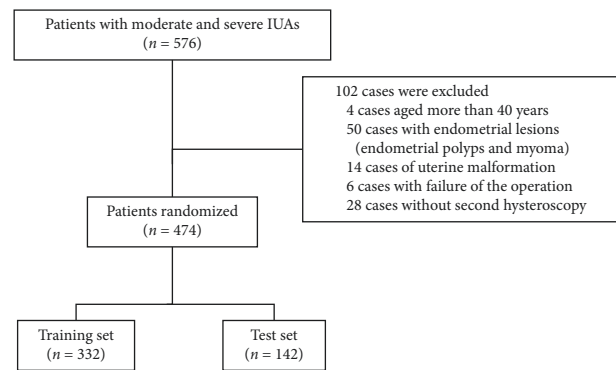 Patients with moderate and severe IUAs
(n = 576)
102 cases were excluded
4 cases aged more than 40 years
50 cases with endometrial lesions
(endometrial polyps and myoma)
14 cases of uterine malformation
6 cases with failure of the operation
28 cases without second hysteroscopy
Patients randomized
(n = 474)
Training set
(n = 332)
Test set
(n = 142)